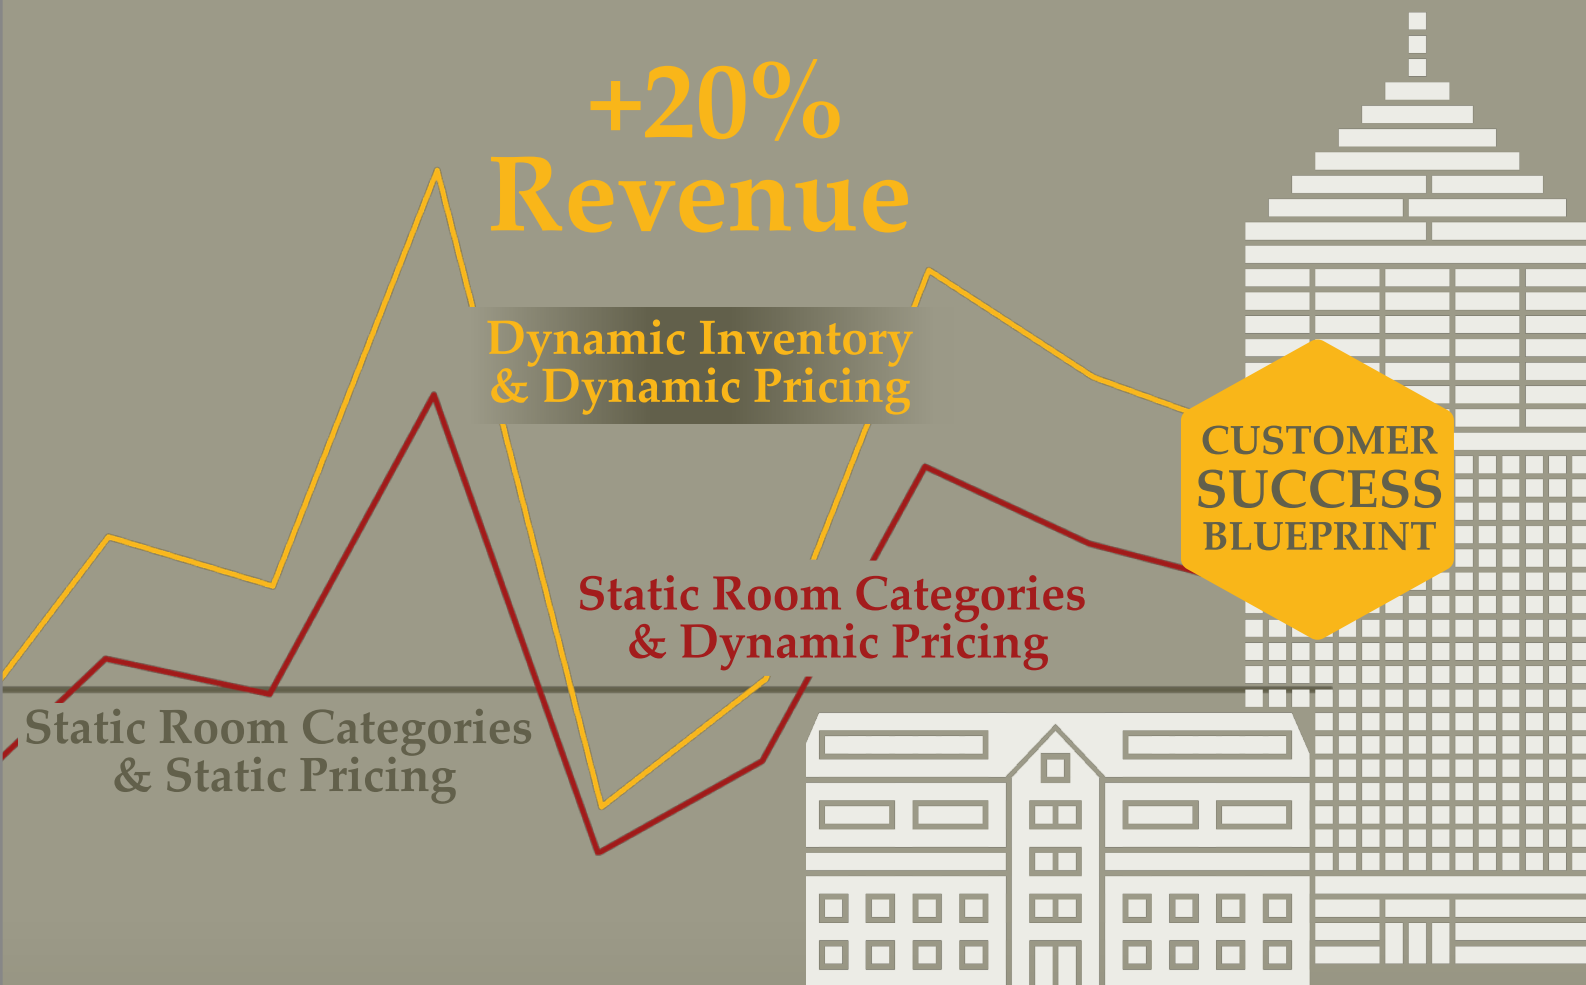 +20%
Revenue
Dynamic Inventory
& Dynamic Pricing
CUSTOMER
SUCCESS
BLUEPRINT
Static Room Categories
& Dynamic Pricing
Static Room Categories
& Static Pricing